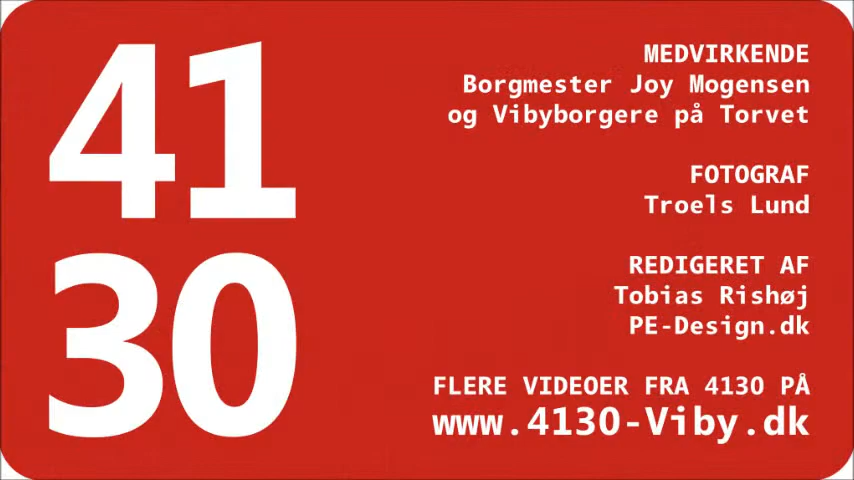 41
30
MEDVIRKENDE
Borgmester Joy Mogensen
og Vibyborgere på Torvet
FOTOGRAF
Troels Lund
REDIGERET AF
Tobias Rishøj
PE-Design.dk
FLERE VIDEOER FRA 4130 PÅ
www.4130-Viby.dk